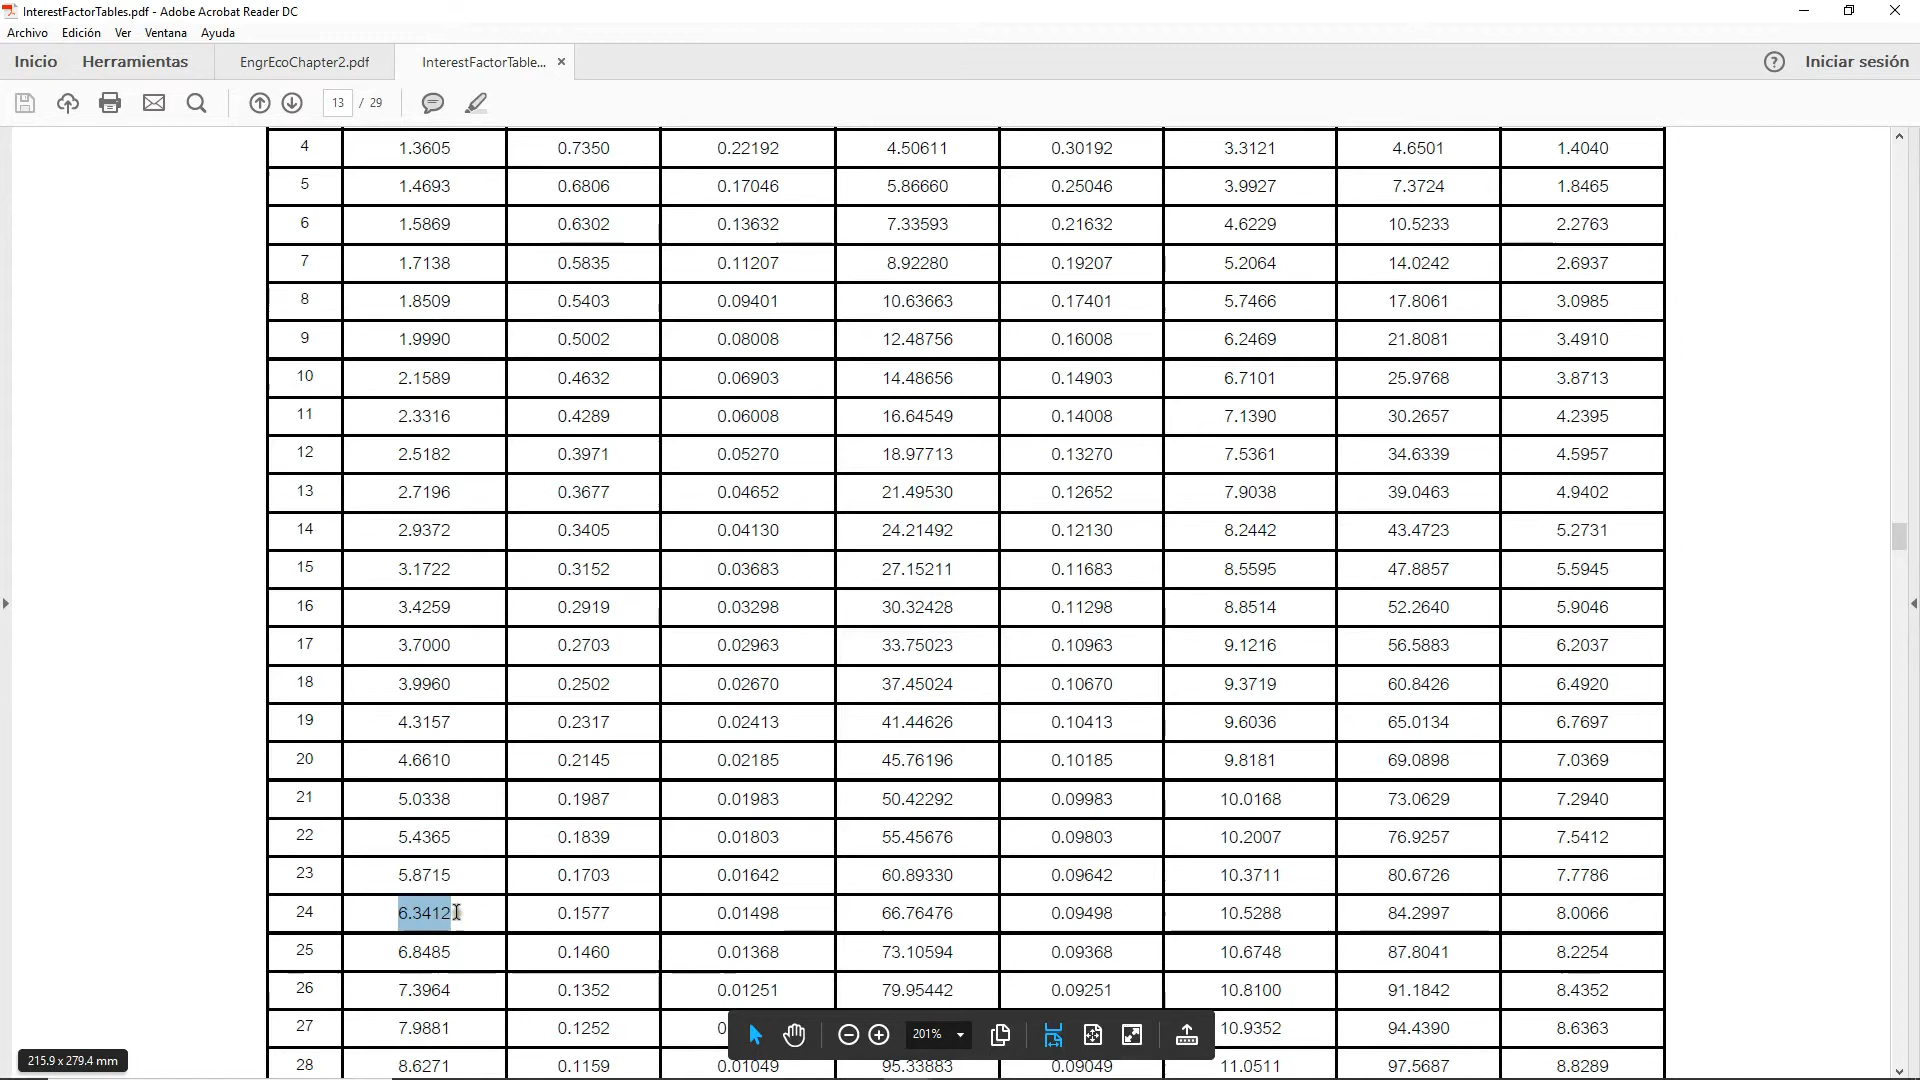 InterestFactorTables.pdf - Adobe Acrobat Reader DC
Archivo Edición Ver Ventana Ayuda
Inicio Herramientas EngrEcoChapter2.pdf InterestFactorTable... × ? Iniciar sesión
13 / 29
4 1.3605 0.7350 0.22192 4.50611 0.30192 3.3121 4.6501 1.4040
5 1.4693 0.6806 0.17046 5.86660 0.25046 3.9927 7.3724 1.8465
6 1.5869 0.6302 0.13632 7.33593 0.21632 4.6229 10.5233 2.2763
7 1.7138 0.5835 0.11207 8.92280 0.19207 5.2064 14.0242 2.6937
8 1.8509 0.5403 0.09401 10.63663 0.17401 5.7466 17.8061 3.0985
9 1.9990 0.5002 0.08008 12.48756 0.16008 6.2469 21.8081 3.4910
10 2.1589 0.4632 0.06903 14.48656 0.14903 6.7101 25.9768 3.8713
11 2.3316 0.4289 0.06008 16.64549 0.14008 7.1390 30.2657 4.2395
12 2.5182 0.3971 0.05270 18.97713 0.13270 7.5361 34.6339 4.5957
13 2.7196 0.3677 0.04652 21.49530 0.12652 7.9038 39.0463 4.9402
14 2.9372 0.3405 0.04130 24.21492 0.12130 8.2442 43.4723 5.2731
15 3.1722 0.3152 0.03683 27.15211 0.11683 8.5595 47.8857 5.5945
16 3.4259 0.2919 0.03298 30.32428 0.11298 8.8514 52.2640 5.9046
17 3.7000 0.2703 0.02963 33.75023 0.10963 9.1216 56.5883 6.2037
18 3.9960 0.2502 0.02670 37.45024 0.10670 9.3719 60.8426 6.4920
19 4.3157 0.2317 0.02413 41.44626 0.10413 9.6036 65.0134 6.7697
20 4.6610 0.2145 0.02185 45.76196 0.10185 9.8181 69.0898 7.0369
21 5.0338 0.1987 0.01983 50.42292 0.09983 10.0168 73.0629 7.2940
22 5.4365 0.1839 0.01803 55.45676 0.09803 10.2007 76.9257 7.5412
23 5.8715 0.1703 0.01642 60.89330 0.09642 10.3711 80.6726 7.7786
24 6.3412 0.1577 0.01498 66.76476 0.09498 10.5288 84.2997 8.0066
25 6.8485 0.1460 0.01368 73.10594 0.09368 10.6748 87.8041 8.2254
26 7.3964 0.1352 0.01251 79.95442 0.09251 10.8100 91.1842 8.4352
27 7.9881 0.1252 0 10.9352 94.4390 8.6363
201%
215.9 x 279.4 mm
28 8.6271 0.1159 0.01049 95.33883 0.09049 11.0511 97.5687 8.8289